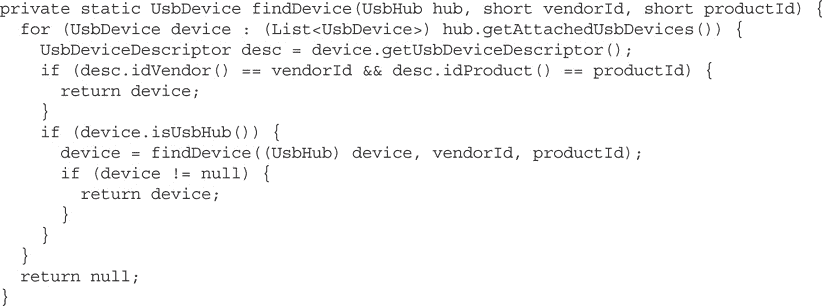 private static UsbDevice findDevice(UsbHub hub, short vendorId, short productId) {
  for (UsbDevice device : (List<UsbDevice>) hub.getAttachedUsbDevices()) {
    UsbDeviceDescriptor desc = device.getUsbDeviceDescriptor();
    if (desc.idVendor() == vendorId && desc.idProduct() == productId) {
      return device;
    }
    if (device.isUsbHub()) {
      device = findDevice((UsbHub) device, vendorId, productId);
      if (device != null) {
        return device;
      }
    }
  }
  return null;
}